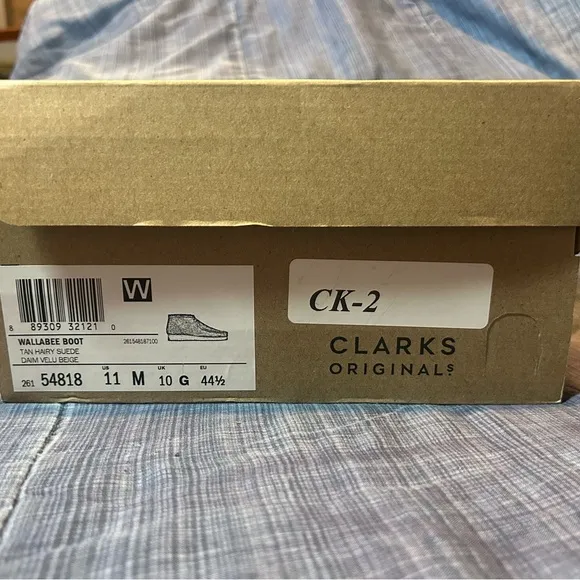 W
8 89309 32121 0
WALLABEE BOOT 261548187100
TAN HAIRY SUEDE
DAIM VELU BEIGE
US UK EU
261 54818 11 M 10 G 44½
CK-2
CLARKS
ORIGINALS